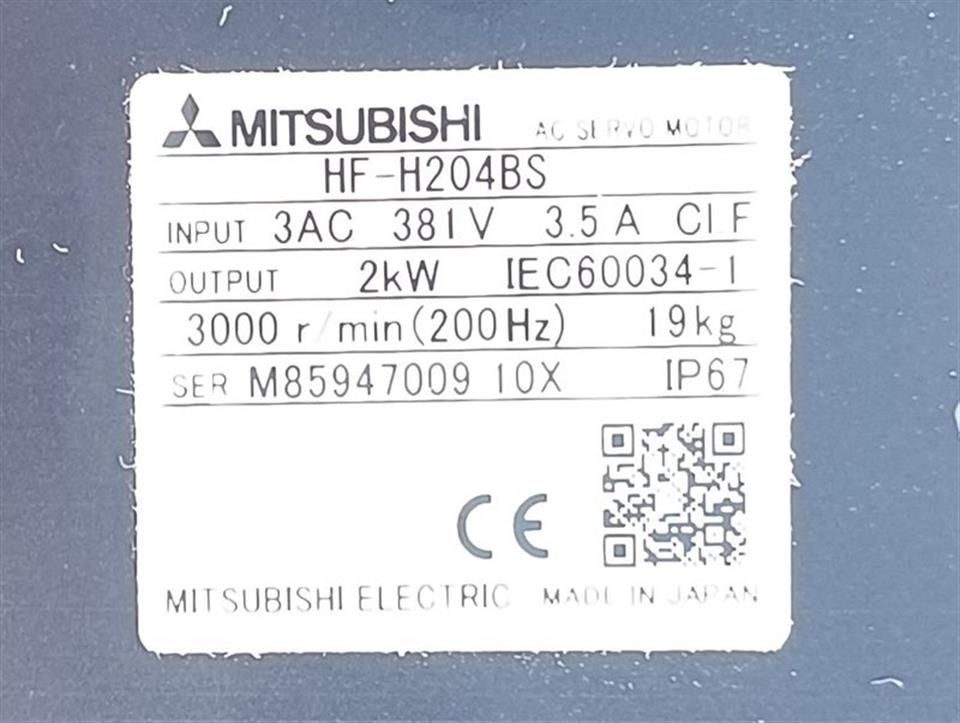 MITSUBISHI AC SERVO MOTOR
HF-H204BS
INPUT 3AC 381V 3.5A CI.F
OUTPUT 2kW IEC60034-1
3000 r/min(200Hz) 19kg
SER M85947009 10X IP67
CE
MITSUBISHI ELECTRIC MADE IN JAPAN